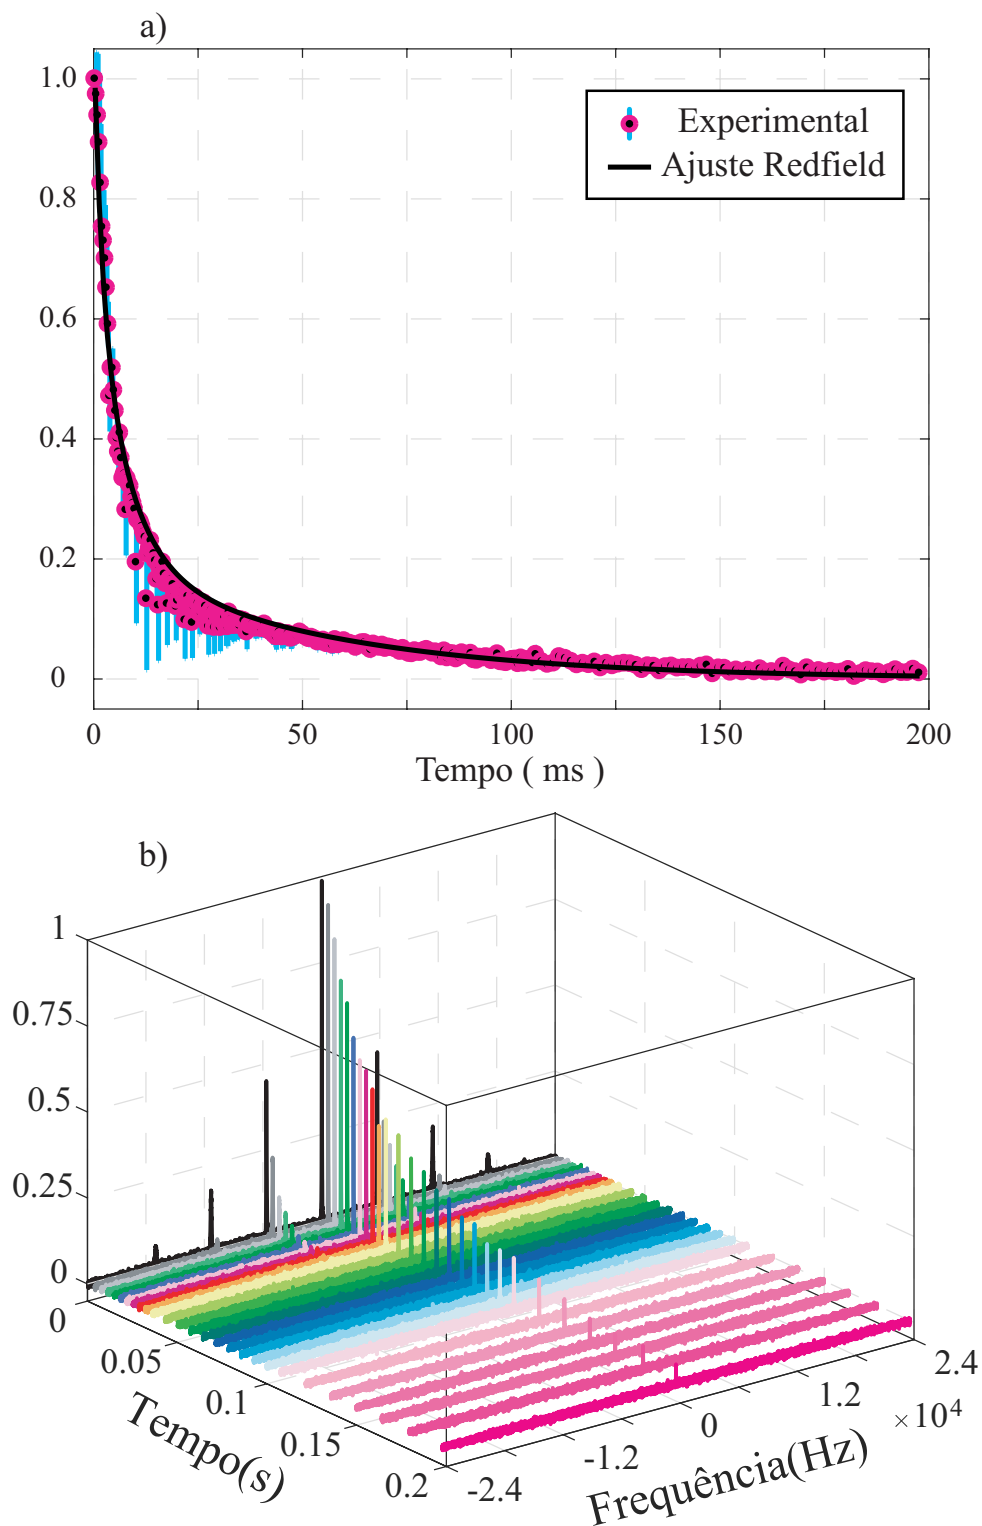 a)
1.0
0.8
0.6
0.4
0.2
0
Experimental
Ajuste Redfield
0 50 100 150 200
Tempo ( ms )
b)
1
0.75
0.5
0.25
0
0
0.05
0.1
0.15
0.2
Tempo(s)
-2.4
-1.2
0
1.2
2.4
×10⁴
Frequência(Hz)